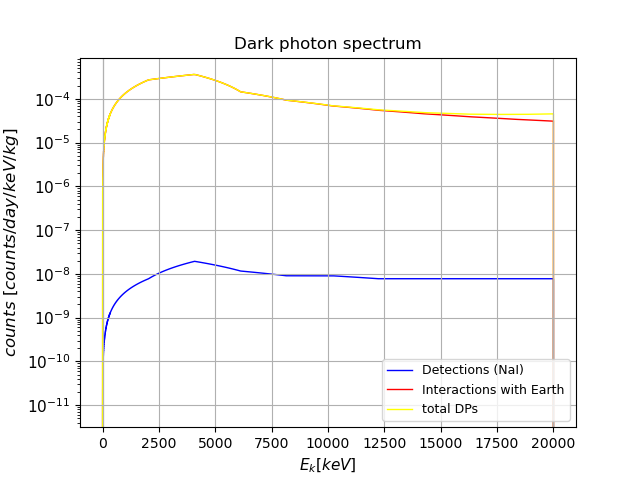 Dark photon spectrum
counts [counts/day/keV/kg]
10⁻⁴
10⁻⁵
10⁻⁶
10⁻⁷
10⁻⁸
10⁻⁹
10⁻¹⁰
10⁻¹¹
Detections (NaI)
Interactions with Earth
total DPs
0 2500 5000 7500 10000 12500 15000 17500 20000
Eₖ[keV]